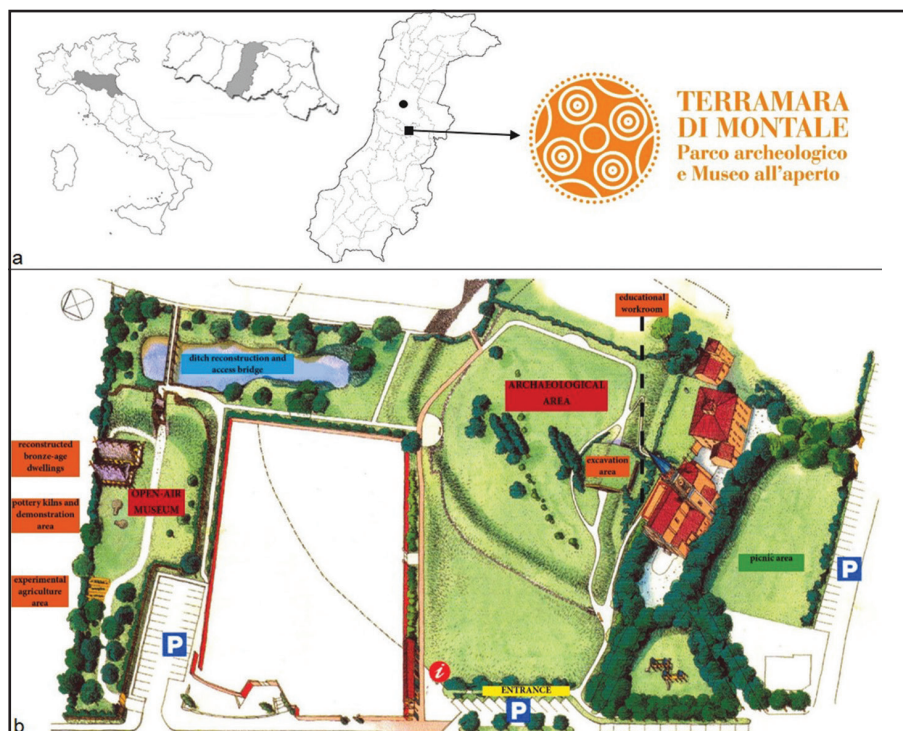 TERRAMARA
DI MONTALE
Parco archeologico
e Museo all'aperto
a
educational
workroom
ditch reconstruction and
access bridge
ARCHAEOLOGICAL
AREA
reconstructed
bronze-age
dwellings
excavation
area
OPEN-AIR
MUSEUM
pottery kilns and
demonstration
area
picnic area
P
experimental
agriculture
area
P
i
ENTRANCE
P
b